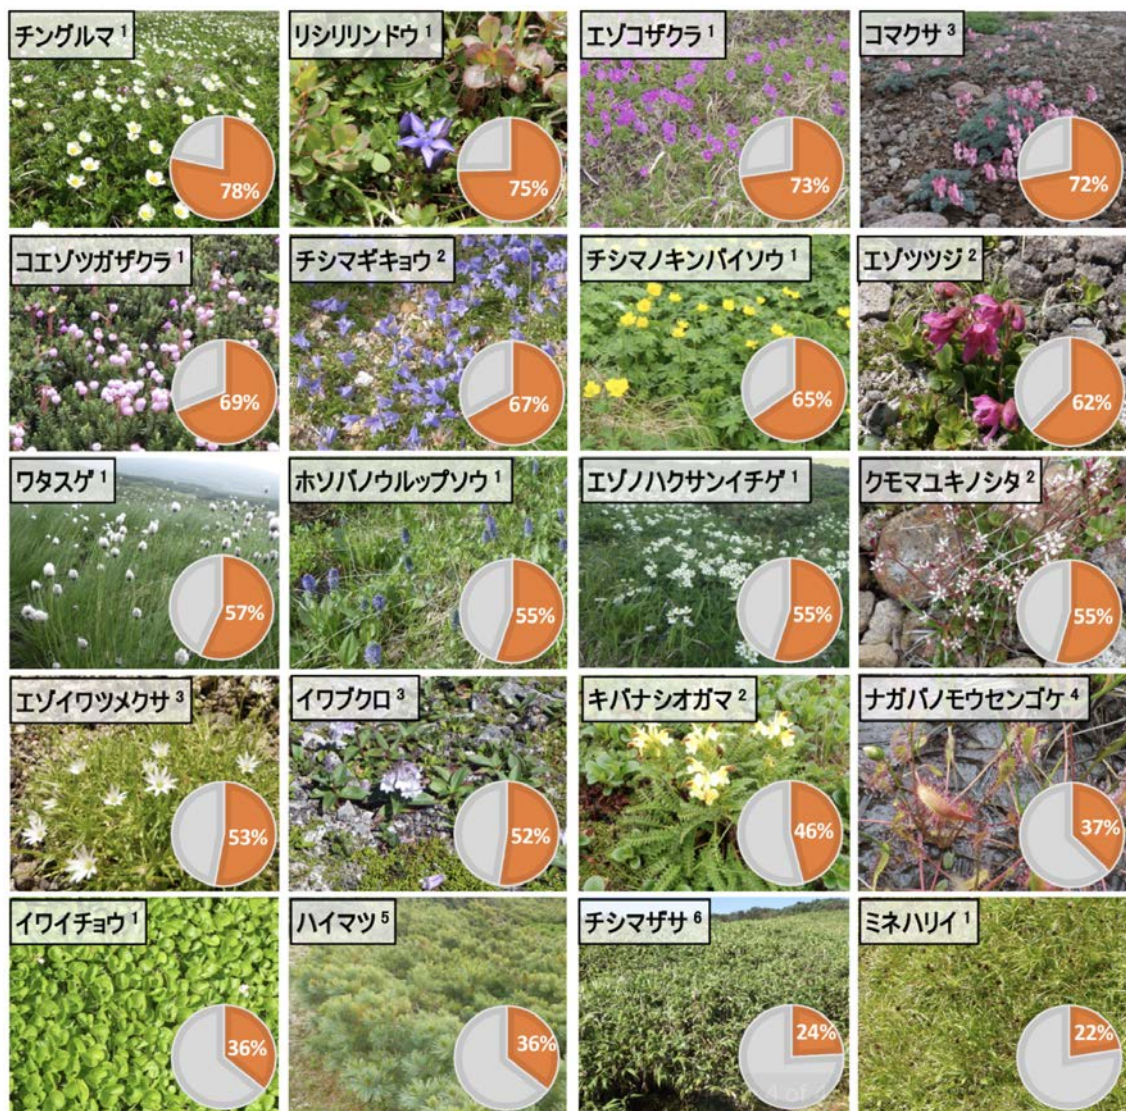 チングルマ 1
リシリリンドウ 1
エゾコザクラ 1
コマクサ 3
78%
75%
73%
72%
コエゾツガザクラ 1
チシマギキョウ 2
チシマノキンバイソウ 1
エゾツツジ 2
69%
67%
65%
62%
ワタスゲ 1
ホソバノウルップソウ 1
エゾノハクサンイチゲ 1
クモマユキノシタ 2
57%
55%
55%
55%
エゾイワツメクサ 3
イワブクロ 3
キバナシオガマ 2
ナガバノモウセンゴケ 4
53%
52%
46%
37%
イワイチョウ 1
ハイマツ 5
チシマザサ 6
ミネハリイ 1
36%
36%
24%
22%